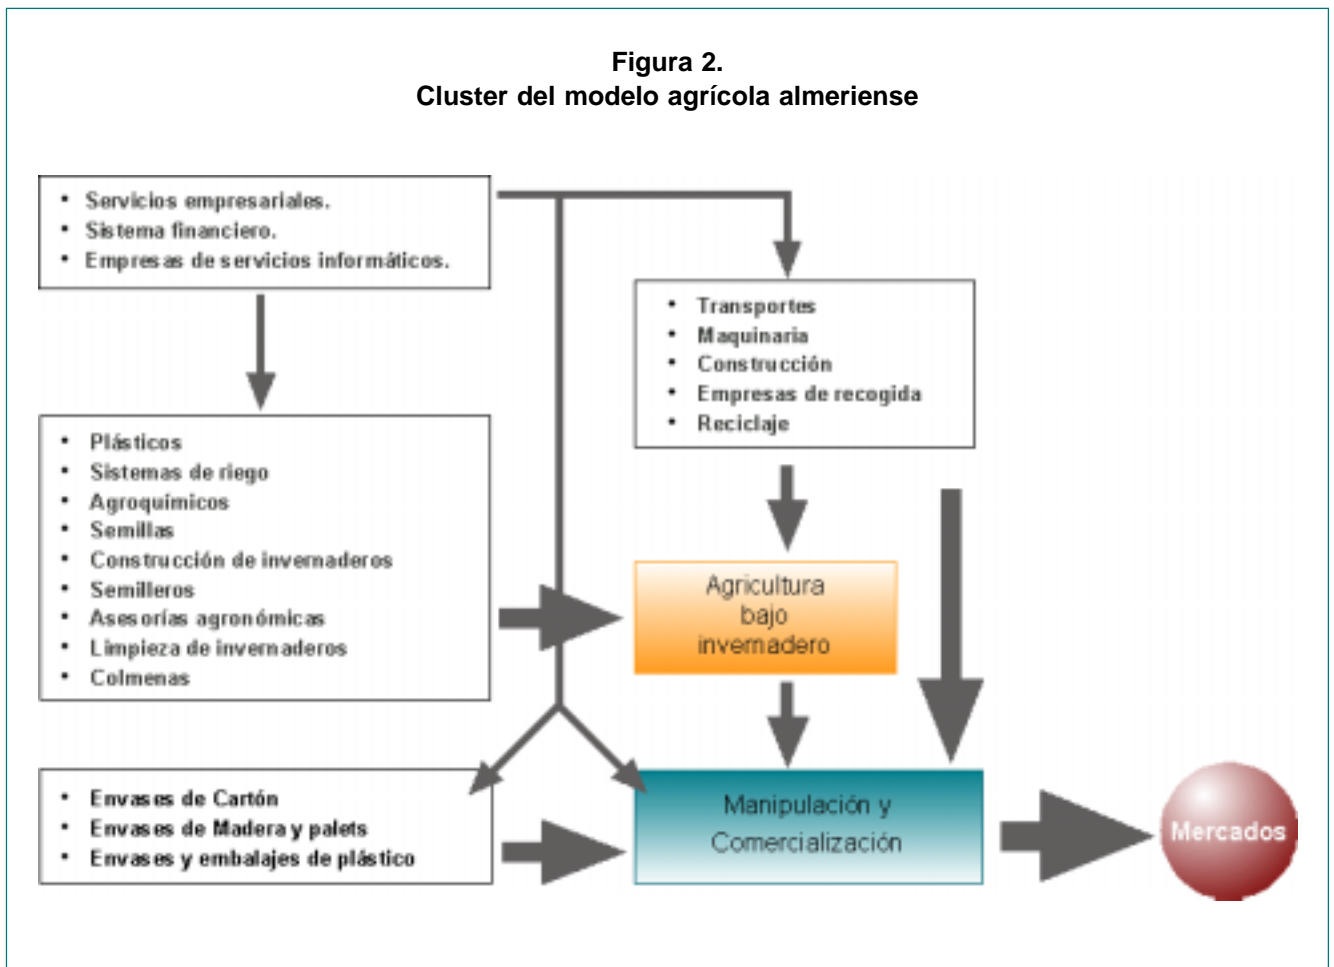 Figura 2.
Cluster del modelo agrícola almeriense
• Servicios empresariales.
• Sistema financiero.
• Empresas de servicios informáticos.
• Transportes
• Maquinaria
• Construcción
• Empresas de recogida
• Reciclaje
• Plásticos
• Sistemas de riego
• Agroquímicos
• Semillas
• Construcción de invernaderos
• Semilleros
• Asesorías agronómicas
• Limpieza de invernaderos
• Colmenas
Agricultura
bajo
invernadero
• Envases de Cartón
• Envases de Madera y palets
• Envases y embalajes de plástico
Manipulación y
Comercialización
Mercados